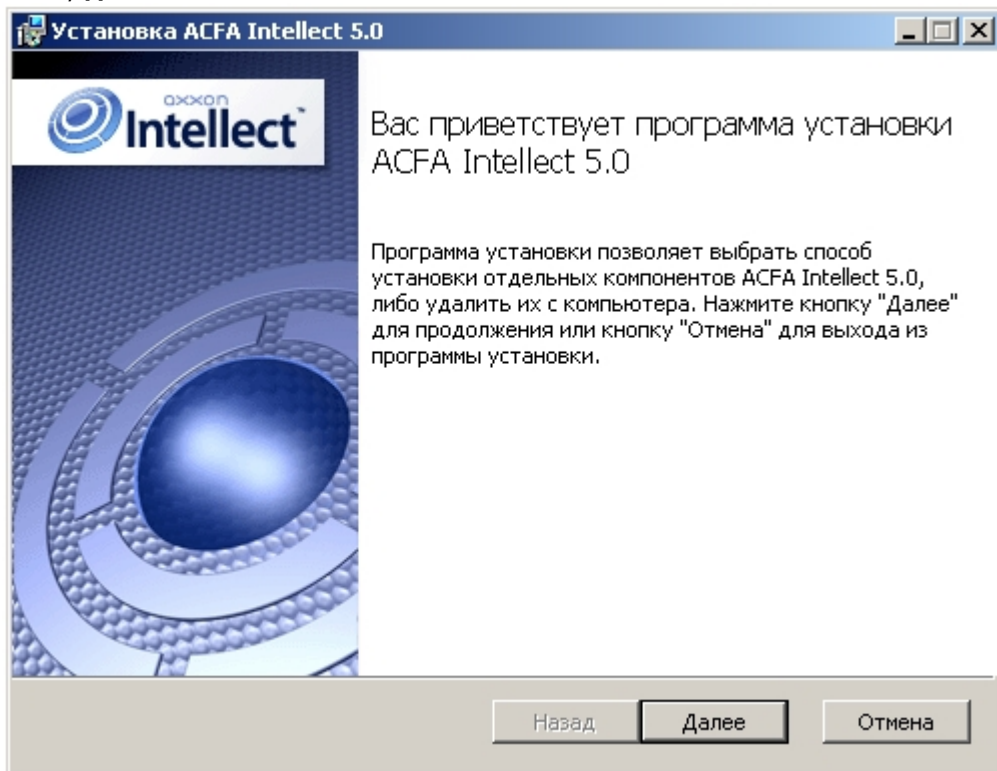 Установка ACFA Intellect 5.0
axxon
Intellect
Вас приветствует программа установки
ACFA Intellect 5.0
Программа установки позволяет выбрать способ
установки отдельных компонентов ACFA Intellect 5.0,
либо удалить их с компьютера. Нажмите кнопку "Далее"
для продолжения или кнопку "Отмена" для выхода из
программы установки.
Назад
Далее
Отмена